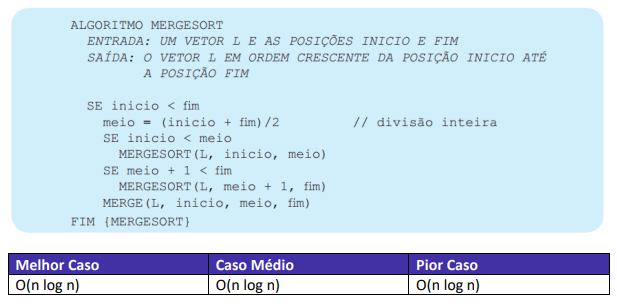 ALGORITMO MERGESORT
ENTRADA: UM VETOR L E AS POSIÇÕES INICIO E FIM
SAÍDA: O VETOR L EM ORDEM CRESCENTE DA POSIÇÃO INICIO ATÉ
A POSIÇÃO FIM
SE inicio < fim
meio = (inicio + fim)/2 // divisão inteira
SE inicio < meio
MERGESORT(L, inicio, meio)
SE meio + 1 < fim
MERGESORT(L, meio + 1, fim)
MERGE(L, inicio, meio, fim)
FIM {MERGESORT}
Melhor Caso Caso Médio Pior Caso
O(n log n) O(n log n) O(n log n)